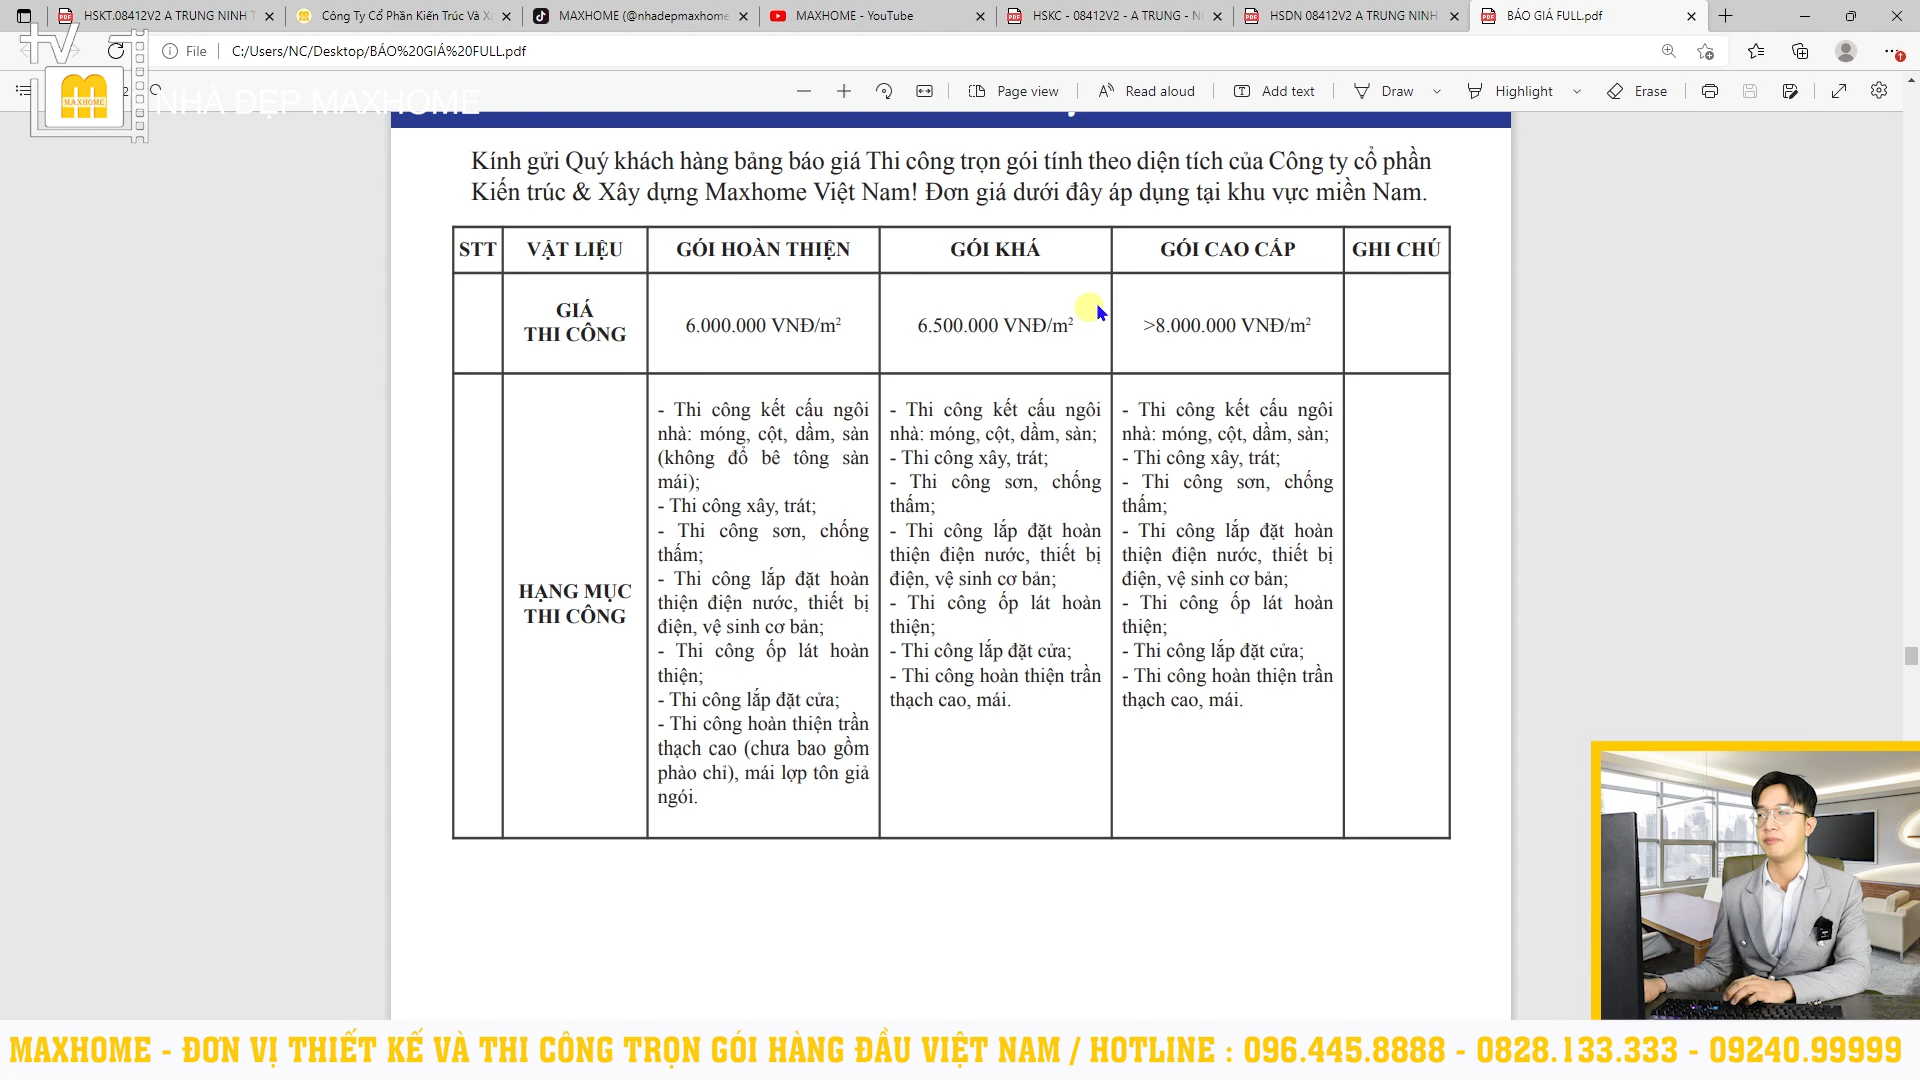 HSKT.08412V2 A TRUNG NINH T
Công Ty Cổ Phần Kiến Trúc Và X
MAXHOME (@nhadepmaxhome
MAXHOME - YouTube
HSKC - 08412V2 - A TRUNG - N
HSDN 08412V2 A TRUNG NINH
BÁO GIÁ FULL.pdf
File
C:/Users/NC/Desktop/BÁO%20GIÁ%20FULL.pdf
TV
MAXHOME
NHÀ ĐẸP MAXHOME
Page view
Read aloud
Add text
Draw
Highlight
Erase
Kính gửi Quý khách hàng bảng báo giá Thi công trọn gói tính theo diện tích của Công ty cổ phần
Kiến trúc & Xây dựng Maxhome Việt Nam! Đơn giá dưới đây áp dụng tại khu vực miền Nam.
STT VẬT LIỆU GÓI HOÀN THIỆN GÓI KHÁ GÓI CAO CẤP GHI CHÚ
GIÁ
THI CÔNG
6.000.000 VNĐ/m²
6.500.000 VNĐ/m²
>8.000.000 VNĐ/m²
HẠNG MỤC
THI CÔNG
- Thi công kết cấu ngôi
nhà: móng, cột, dầm, sàn
(không đổ bê tông sàn
mái);
- Thi công xây, trát;
- Thi công sơn, chống
thấm;
- Thi công lắp đặt hoàn
thiện điện nước, thiết bị
điện, vệ sinh cơ bản;
- Thi công ốp lát hoàn
thiện;
- Thi công lắp đặt cửa;
- Thi công hoàn thiện trần
thạch cao (chưa bao gồm
phào chỉ), mái lợp tôn giả
ngói.
- Thi công kết cấu ngôi
nhà: móng, cột, dầm, sàn;
- Thi công xây, trát;
- Thi công sơn, chống
thấm;
- Thi công lắp đặt hoàn
thiện điện nước, thiết bị
điện, vệ sinh cơ bản;
- Thi công ốp lát hoàn
thiện;
- Thi công lắp đặt cửa;
- Thi công hoàn thiện trần
thạch cao, mái.
- Thi công kết cấu ngôi
nhà: móng, cột, dầm, sàn;
- Thi công xây, trát;
- Thi công sơn, chống
thấm;
- Thi công lắp đặt hoàn
thiện điện nước, thiết bị
điện, vệ sinh cơ bản;
- Thi công ốp lát hoàn
thiện;
- Thi công lắp đặt cửa;
- Thi công hoàn thiện trần
thạch cao, mái.
MAXHOME - ĐƠN VỊ THIẾT KẾ VÀ THI CÔNG TRỌN GÓI HÀNG ĐẦU VIỆT NAM / HOTLINE : 096.445.8888 - 0828.133.333 - 09240.99999